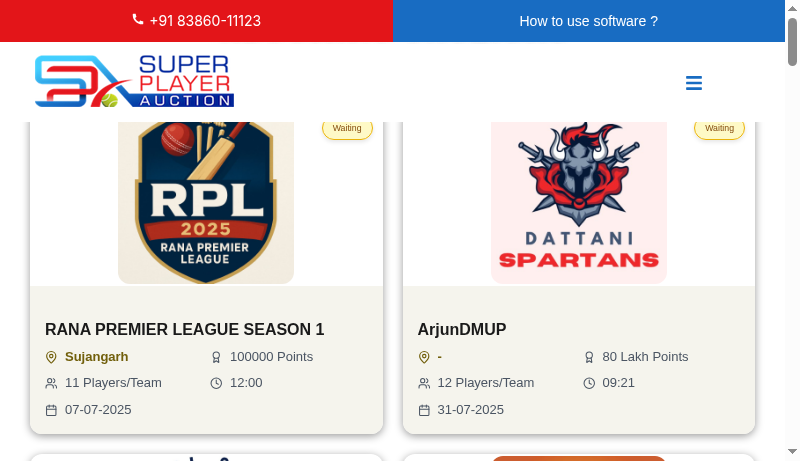 +91 83860-11123
How to use software ?
SUPER
PLAYER
AUCTION
Waiting
RPL
2025
RANA PREMIER
LEAGUE
RANA PREMIER LEAGUE SEASON 1
Sujangarh
100000 Points
11 Players/Team
12:00
07-07-2025
Waiting
DATTANI
SPARTANS
ArjunDMUP
-
80 Lakh Points
12 Players/Team
09:21
31-07-2025